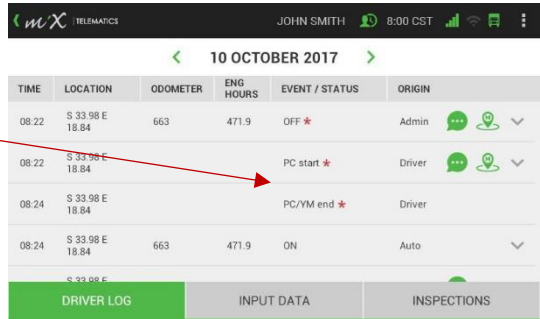 mX TELEMATICS JOHN SMITH 8:00 CST
< 10 OCTOBER 2017 >
TIME LOCATION ODOMETER ENG HOURS EVENT / STATUS ORIGIN
08:22 S 33.98 E 18.84 663 471.9 OFF * Admin
08:22 S 33.98 E 18.84 PC start * Driver
08:24 S 33.98 E 18.84 PC/YM end * Driver
08:24 S 33.98 E 18.84 663 471.9 ON Auto
S 33.98 E
DRIVER LOG INPUT DATA INSPECTIONS